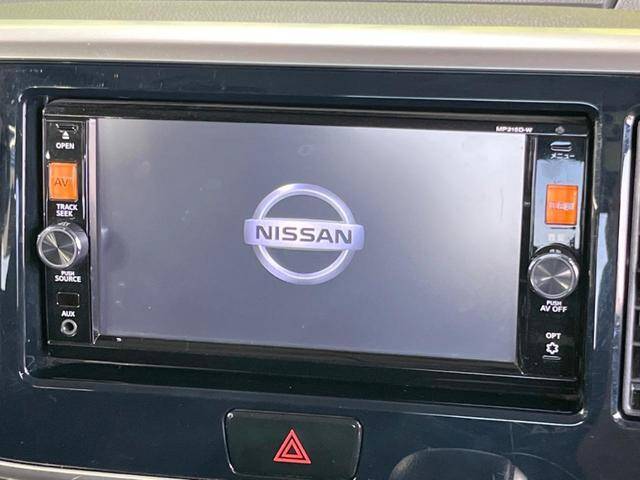 MP315D-W
OPEN
メニュー
AV
TRACK
SEEK
NISSAN
PUSH
SOURCE
PUSH
AV OFF
AUX
OPT